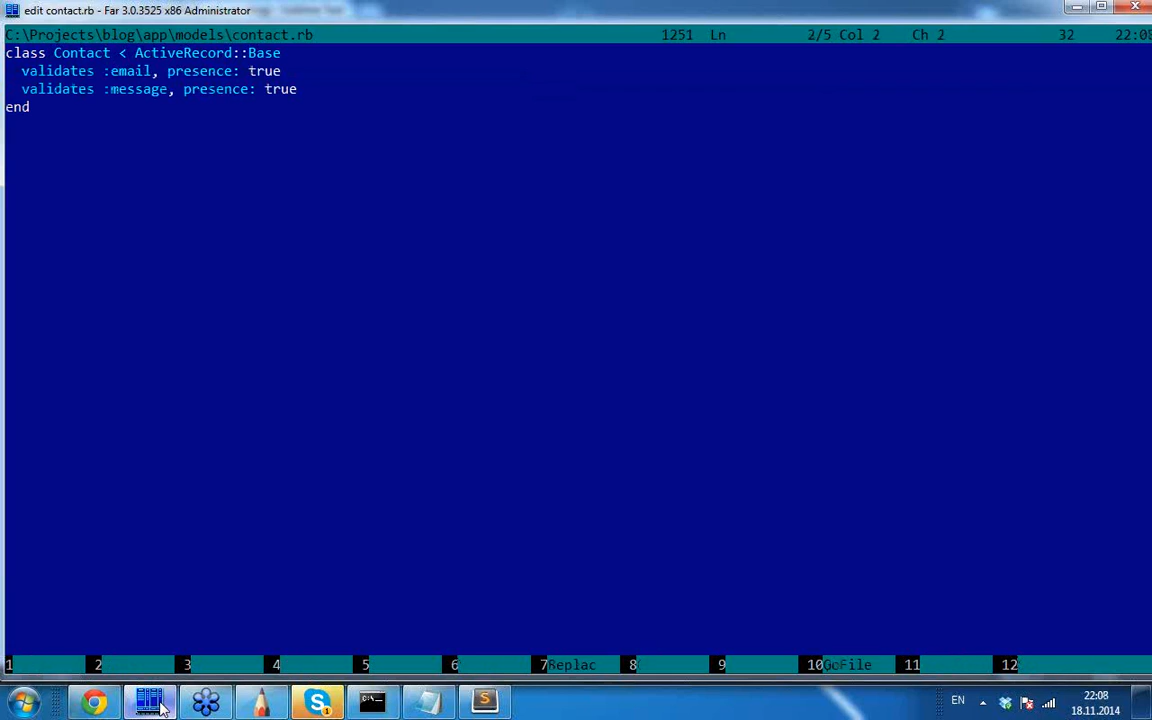 edit contact.rb - Far 3.0.3525 x86 Administrator
C:\Projects\blog\app\models\contact.rb 1251 Ln 2/5 Col 2 Ch 2 32 22:08
class Contact < ActiveRecord::Base
validates :email, presence: true
validates :message, presence: true
end
1 2 3 4 5 6 7Replac 8 9 10GoFile 11 12
EN 22:08
18.11.2014